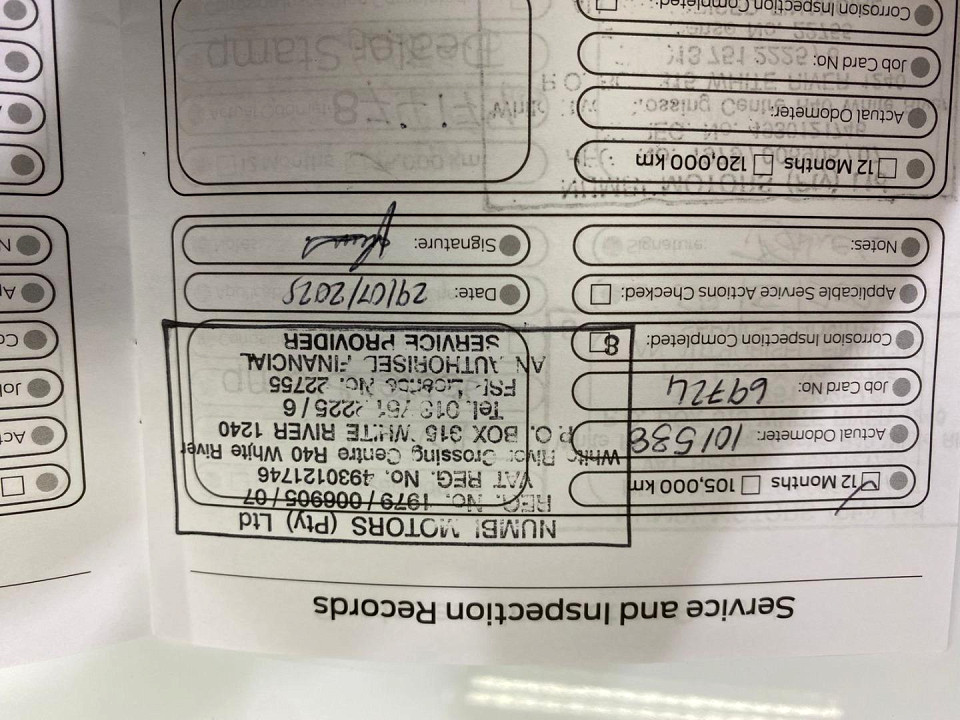 Service and Inspection Records
12 Months 105,000 km
Actual Odometer: 101538
Job Card No: 69724
Corrosion Inspection Completed: 8
Applicable Service Actions Checked:
Notes:
NUMBI MOTORS (Pty) Ltd
REG. No. 1979 / 006905 / 07
VAT REG. No. 4930121746
White River Crossing Centre R40 White River
P.O. BOX 315 WHITE RIVER 1240
Tel. 013 751 2225 / 6
FSP Licence No. 22755
AN AUTHORISED FINANCIAL
SERVICE PROVIDER
Date: 29/07/2025
Signature:
12 Months 120,000 km
Actual Odometer:
Job Card No:
Corrosion Inspection Completed:
Dealer Stamp